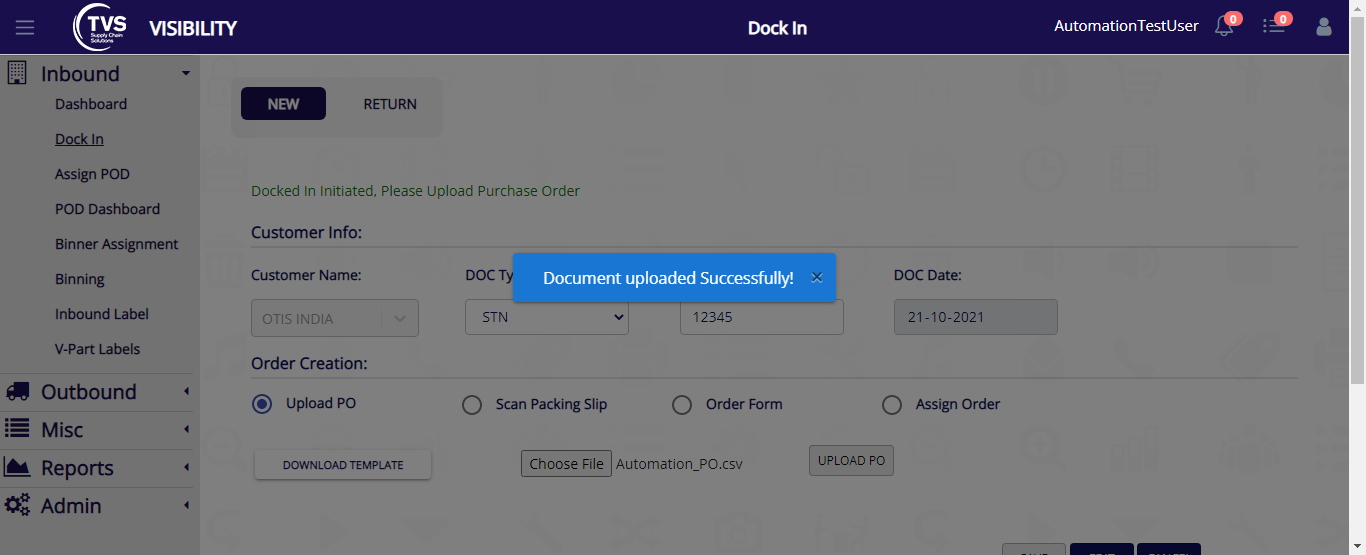 TVS
Supply Chain
Solutions
VISIBILITY
Dock In
AutomationTestUser
0
0
Inbound
Dashboard
Dock In
Assign POD
POD Dashboard
Binner Assignment
Binning
Inbound Label
V-Part Labels
Outbound
Misc
Reports
Admin
NEW
RETURN
Docked In Initiated, Please Upload Purchase Order
Customer Info:
Customer Name:
DOC Ty
DOC Date:
Document uploaded Successfully! ×
OTIS INDIA
STN
12345
21-10-2021
Order Creation:
Upload PO
Scan Packing Slip
Order Form
Assign Order
DOWNLOAD TEMPLATE
Choose File Automation_PO.csv
UPLOAD PO